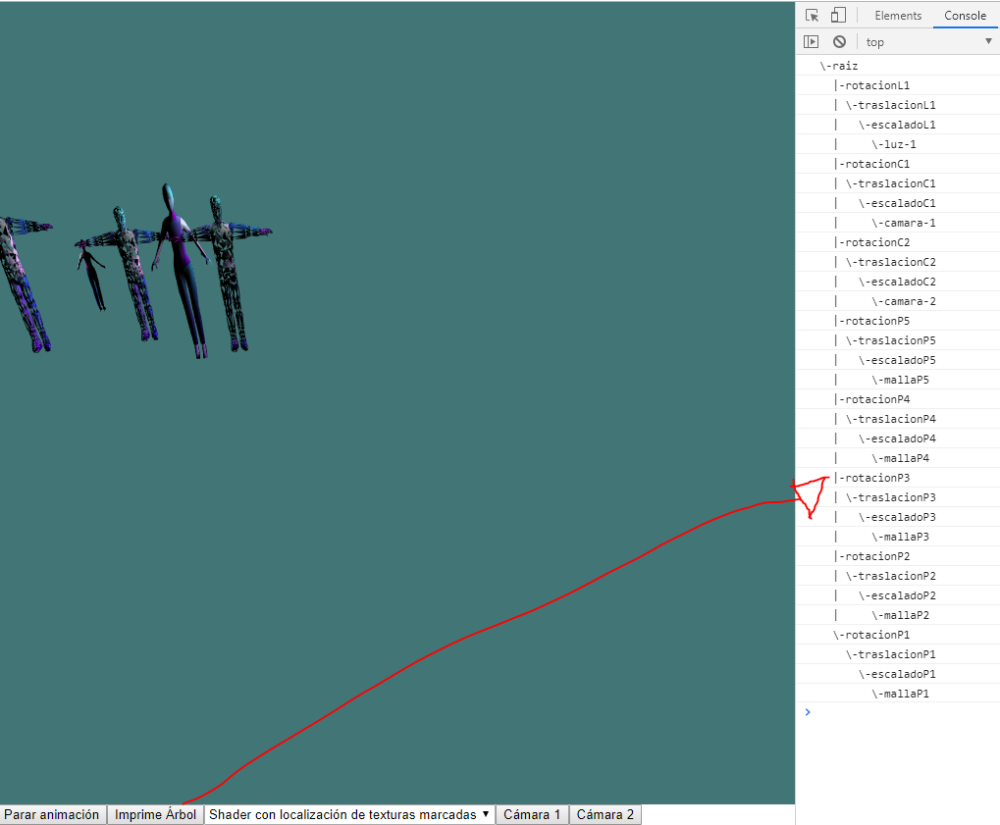 Elements Console
top ▼
\-raiz
|-rotacionL1
| \-traslacionL1
|   \-escaladoL1
|     \-luz-1
|-rotacionC1
| \-traslacionC1
|   \-escaladoC1
|     \-camara-1
|-rotacionC2
| \-traslacionC2
|   \-escaladoC2
|     \-camara-2
|-rotacionP5
| \-traslacionP5
|   \-escaladoP5
|     \-mallaP5
|-rotacionP4
| \-traslacionP4
|   \-escaladoP4
|     \-mallaP4
|-rotacionP3
| \-traslacionP3
|   \-escaladoP3
|     \-mallaP3
|-rotacionP2
| \-traslacionP2
|   \-escaladoP2
|     \-mallaP2
\-rotacionP1
  \-traslacionP1
    \-escaladoP1
      \-mallaP1
>
Parar animación Imprime Árbol Shader con localización de texturas marcadas ▼ Cámara 1 Cámara 2